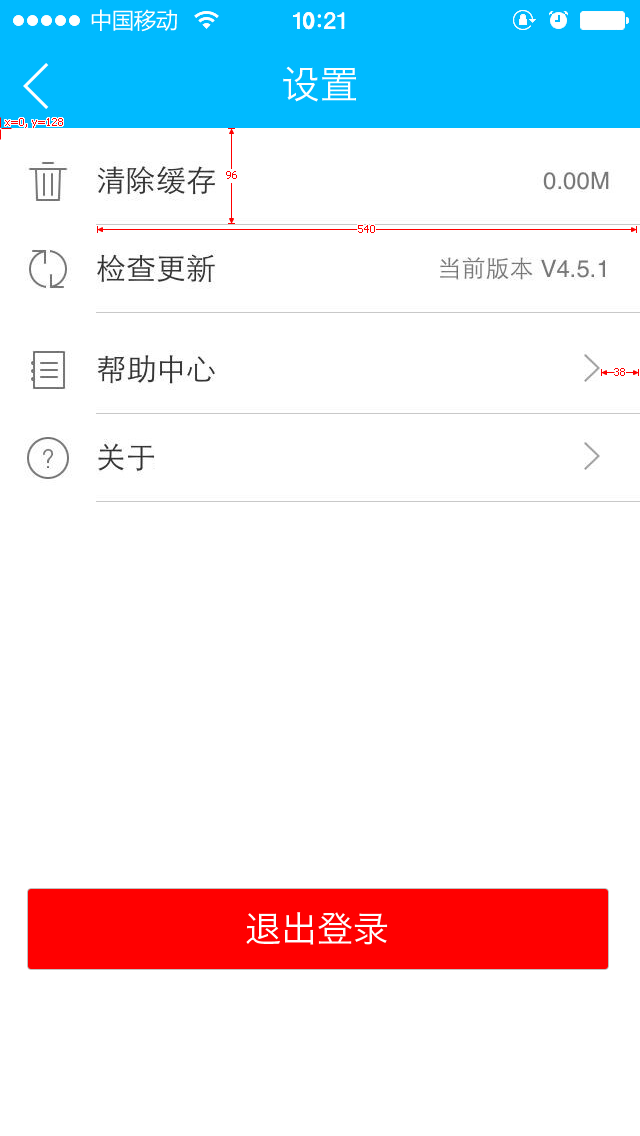 中国移动 10:21
设置
x=0, y=128
清除缓存 96 0.00M
540
检查更新 当前版本 V4.5.1
帮助中心 38
? 关于
退出登录